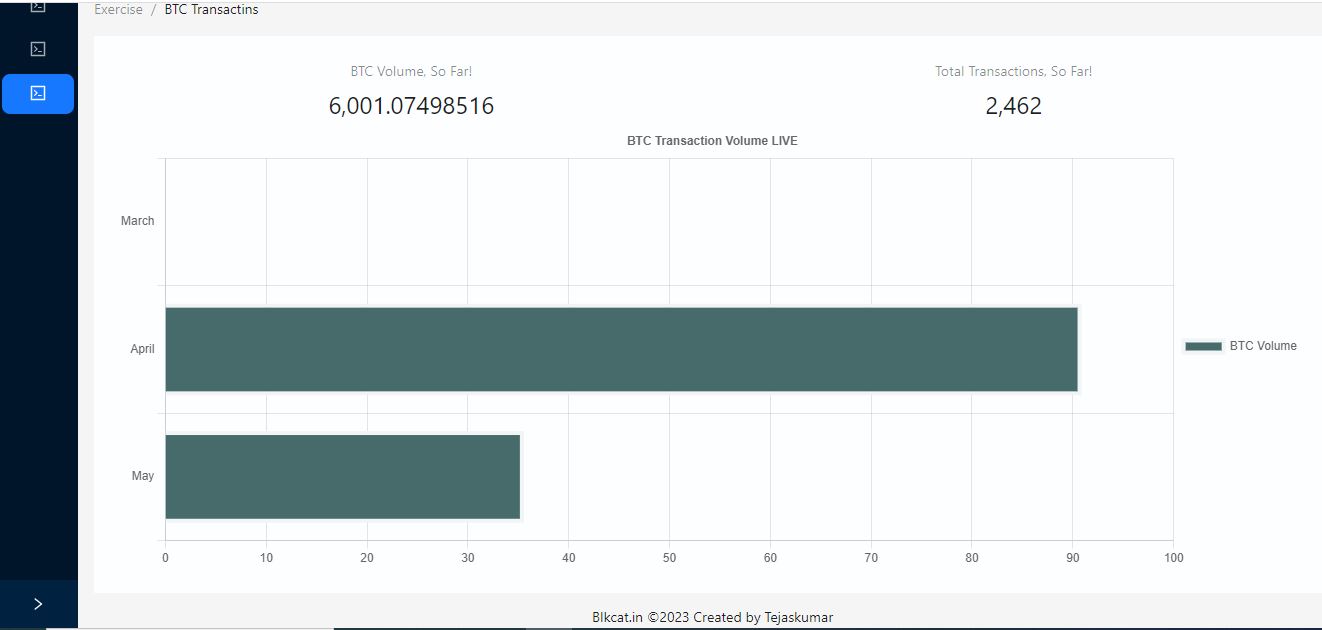 Exercise / BTC Transactins
BTC Volume, So Far!
Total Transactions, So Far!
6,001.07498516
2,462
BTC Transaction Volume LIVE
March
April
BTC Volume
May
0 10 20 30 40 50 60 70 80 90 100
Blkcat.in ©2023 Created by Tejaskumar